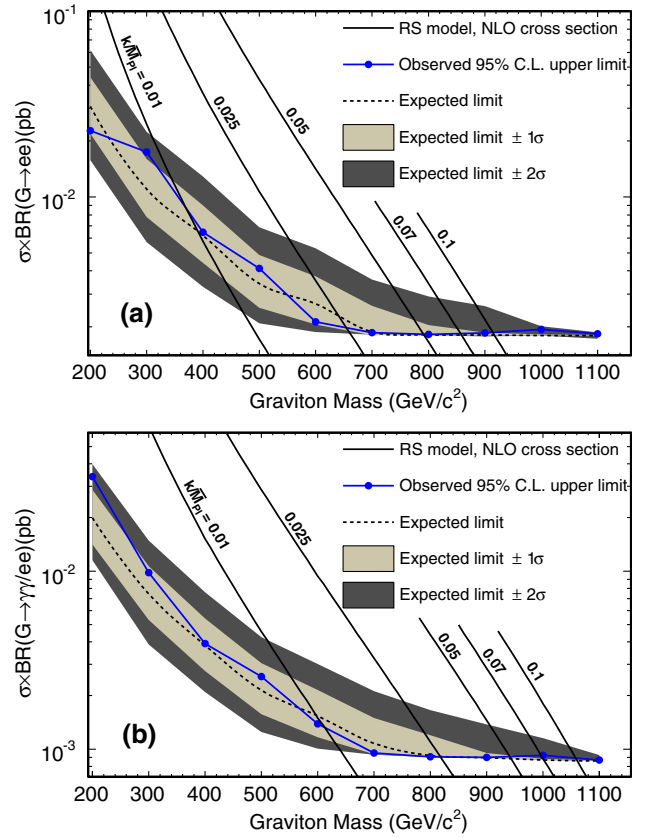 10⁻¹
10⁻²
σ×BR(G→ee)(pb)
k/M̅Pl = 0.01
0.025
0.05
0.07
0.1
RS model, NLO cross section
Observed 95% C.L. upper limit
Expected limit
Expected limit ± 1σ
Expected limit ± 2σ
(a)
200 300 400 500 600 700 800 900 1000 1100
Graviton Mass (GeV/c²)
10⁻²
10⁻³
σ×BR(G→γγ/ee)(pb)
k/M̅Pl = 0.01
0.025
0.05
0.07
0.1
RS model, NLO cross section
Observed 95% C.L. upper limit
Expected limit
Expected limit ± 1σ
Expected limit ± 2σ
(b)
200 300 400 500 600 700 800 900 1000 1100
Graviton Mass (GeV/c²)